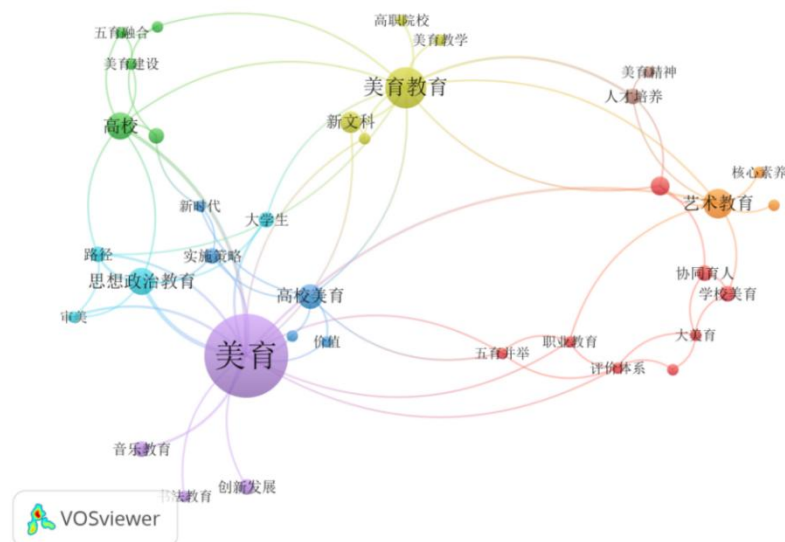 高职院校
五育融合
美育教学
美育建设
美育精神
美育教育
人才培养
新文科
高校
核心素养
新时代
艺术教育
大学生
路径
实施策略
协同育人
思想政治教育
高校美育
学校美育
审美
大美育
价值
职业教育
美育
五育并举
评价体系
音乐教育
创新发展
书法教育
VOSviewer